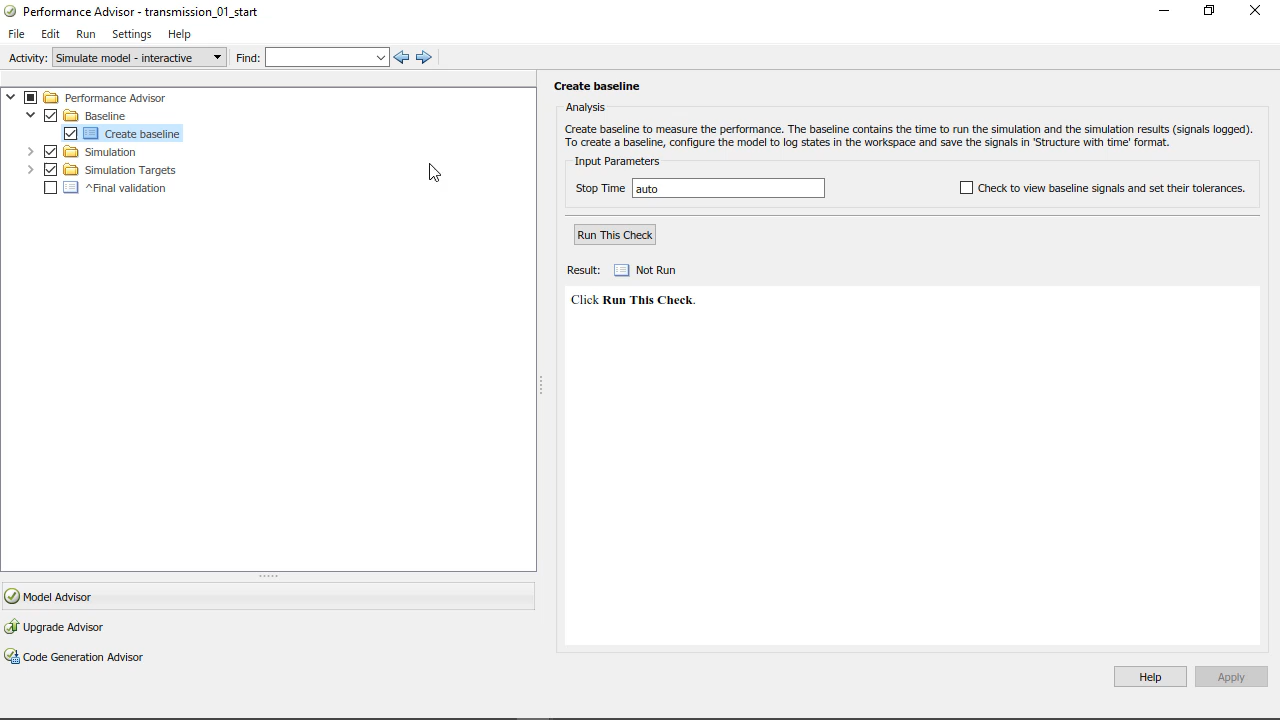 Performance Advisor - transmission_01_start
File Edit Run Settings Help
Activity: Simulate model - interactive Find:
Performance Advisor
Baseline
Create baseline
Simulation
Simulation Targets
^Final validation
Model Advisor
Upgrade Advisor
Code Generation Advisor
Create baseline
Analysis
Create baseline to measure the performance. The baseline contains the time to run the simulation and the simulation results (signals logged).
To create a baseline, configure the model to log states in the workspace and save the signals in 'Structure with time' format.
Input Parameters
Stop Time auto Check to view baseline signals and set their tolerances.
Run This Check
Result: Not Run
Click Run This Check.
Help Apply